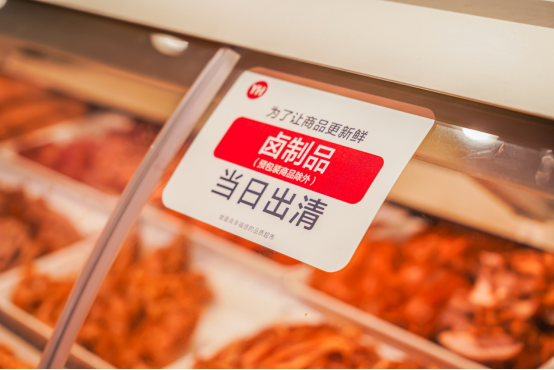 YH
为了让商品更新鲜
卤制品
（预包装商品除外）
当日出清